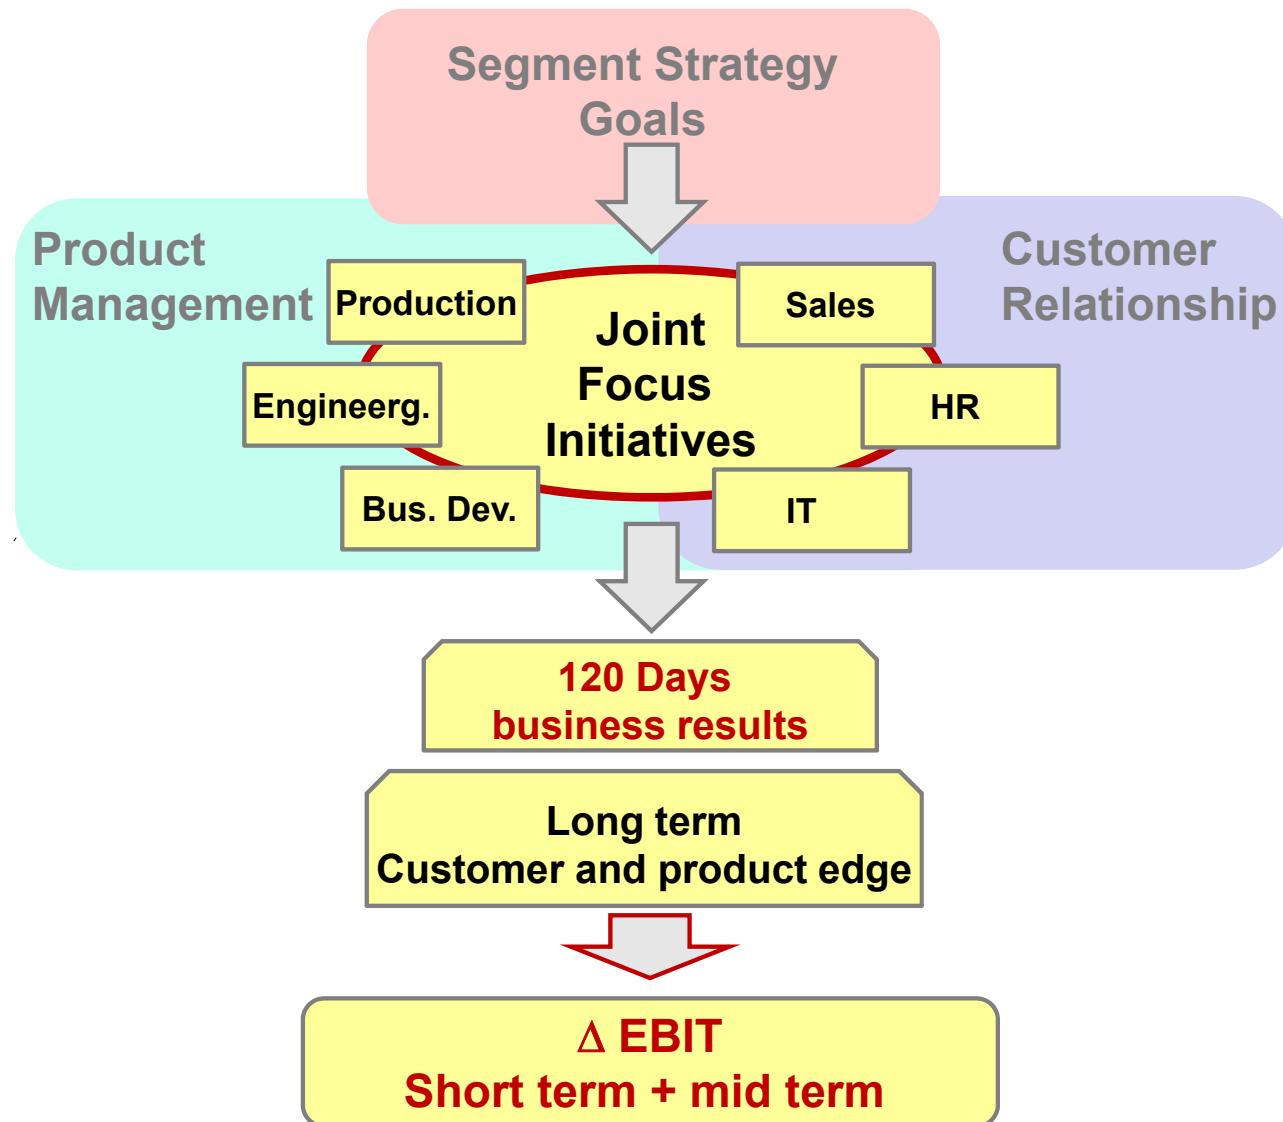 Segment Strategy
Goals
Product
Management
Customer
Relationship
Production
Sales
Joint
Focus
Initiatives
Engineerg.
HR
Bus. Dev.
IT
120 Days
business results
Long term
Customer and product edge
Δ EBIT
Short term + mid term